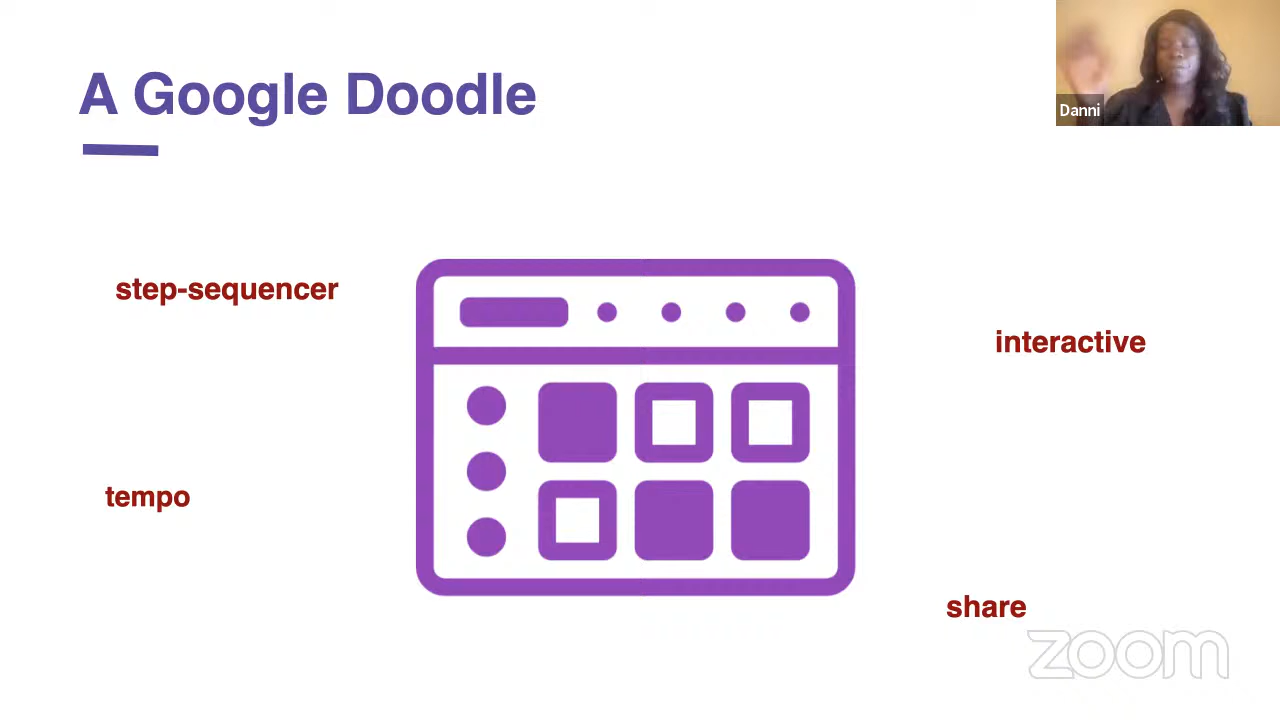 A Google Doodle
Danni
step-sequencer
interactive
tempo
share
zoom